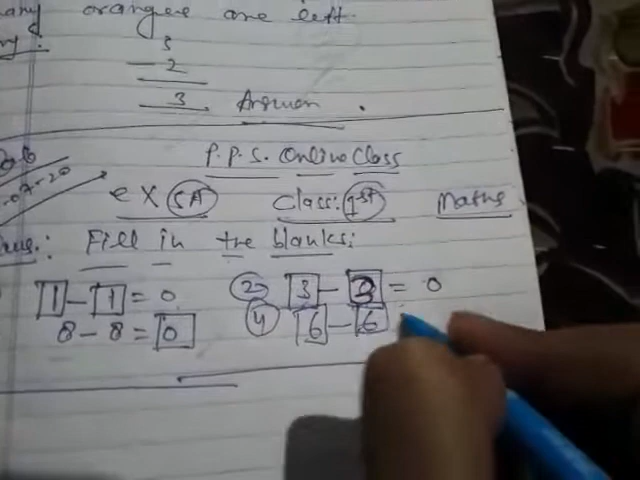 any oranges are left
5
- 2
3. Answer.
P.P.S. Online Class
ex 5A Class: 1st Maths
Fill in the blanks:
1 - 1 = 0 2 3 - 3 = 0
8 - 8 = 0 4 6 - 6